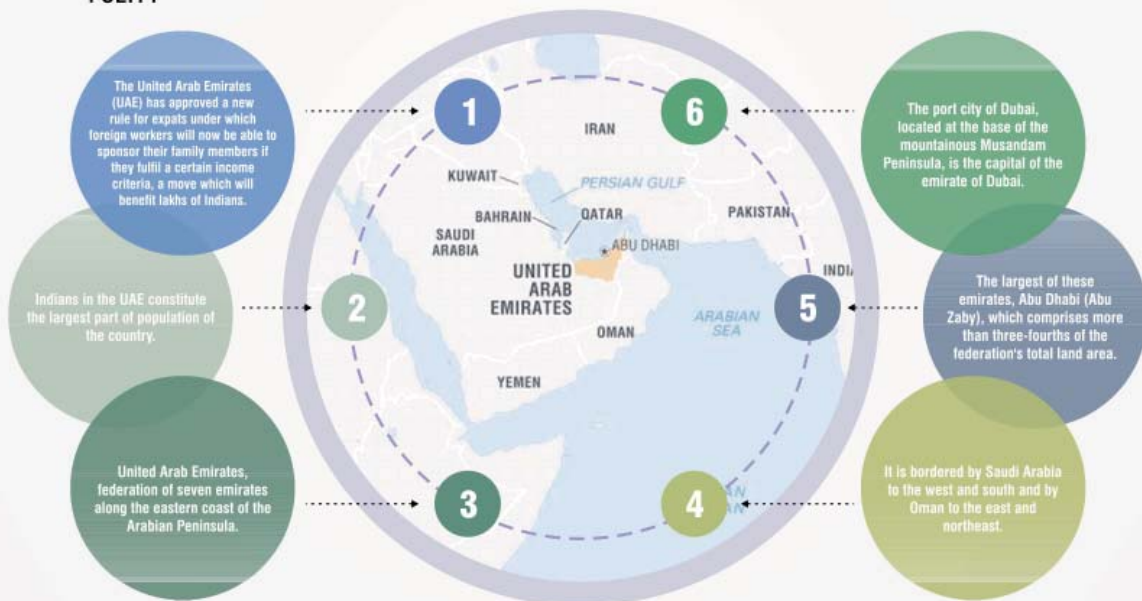 The United Arab Emirates
(UAE) has approved a new
rule for expats under which
foreign workers will now be able to
sponsor their family members if
they fulfil a certain income
criteria, a move which will
benefit lakhs of Indians.
1
Indians in the UAE constitute
the largest part of population of
the country.
2
United Arab Emirates,
federation of seven emirates
along the eastern coast of the
Arabian Peninsula.
3
IRAN
KUWAIT
PERSIAN GULF
BAHRAIN
QATAR
PAKISTAN
SAUDI
ARABIA
ABU DHABI
UNITED
ARAB
EMIRATES
INDIA
ARABIAN
SEA
OMAN
YEMEN
6
The port city of Dubai,
located at the base of the
mountainous Musandam
Peninsula, is the capital of the
emirate of Dubai.
5
The largest of these
emirates, Abu Dhabi (Abu
Zaby), which comprises more
than three-fourths of the
federation's total land area.
4
It is bordered by Saudi Arabia
to the west and south and by
Oman to the east and
northeast.